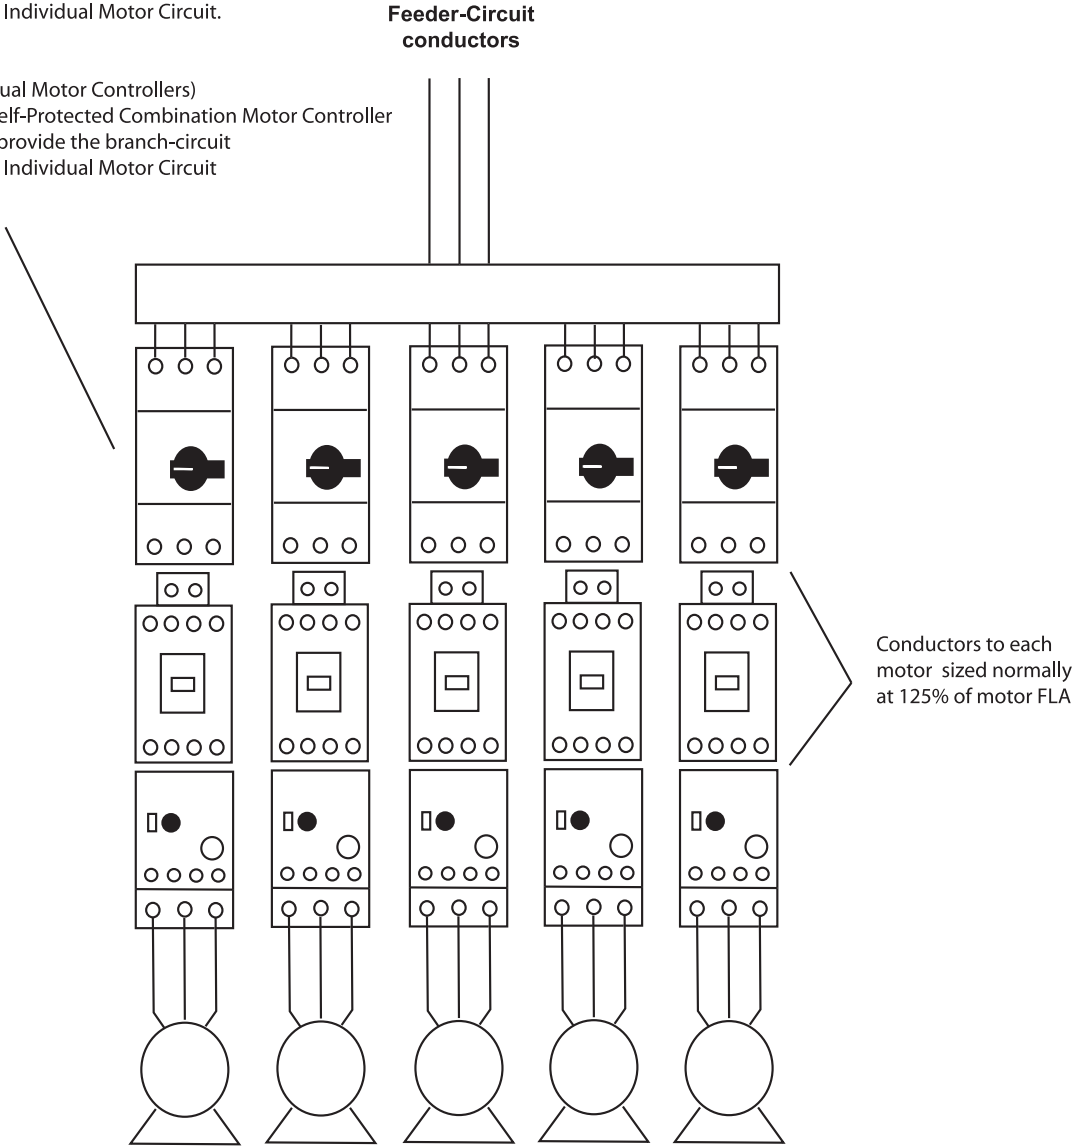 Individual Motor Circuit.
Feeder-Circuit
conductors
ual Motor Controllers)
elf-Protected Combination Motor Controller
provide the branch-circuit
Individual Motor Circuit
Conductors to each
motor sized normally
at 125% of motor FLA